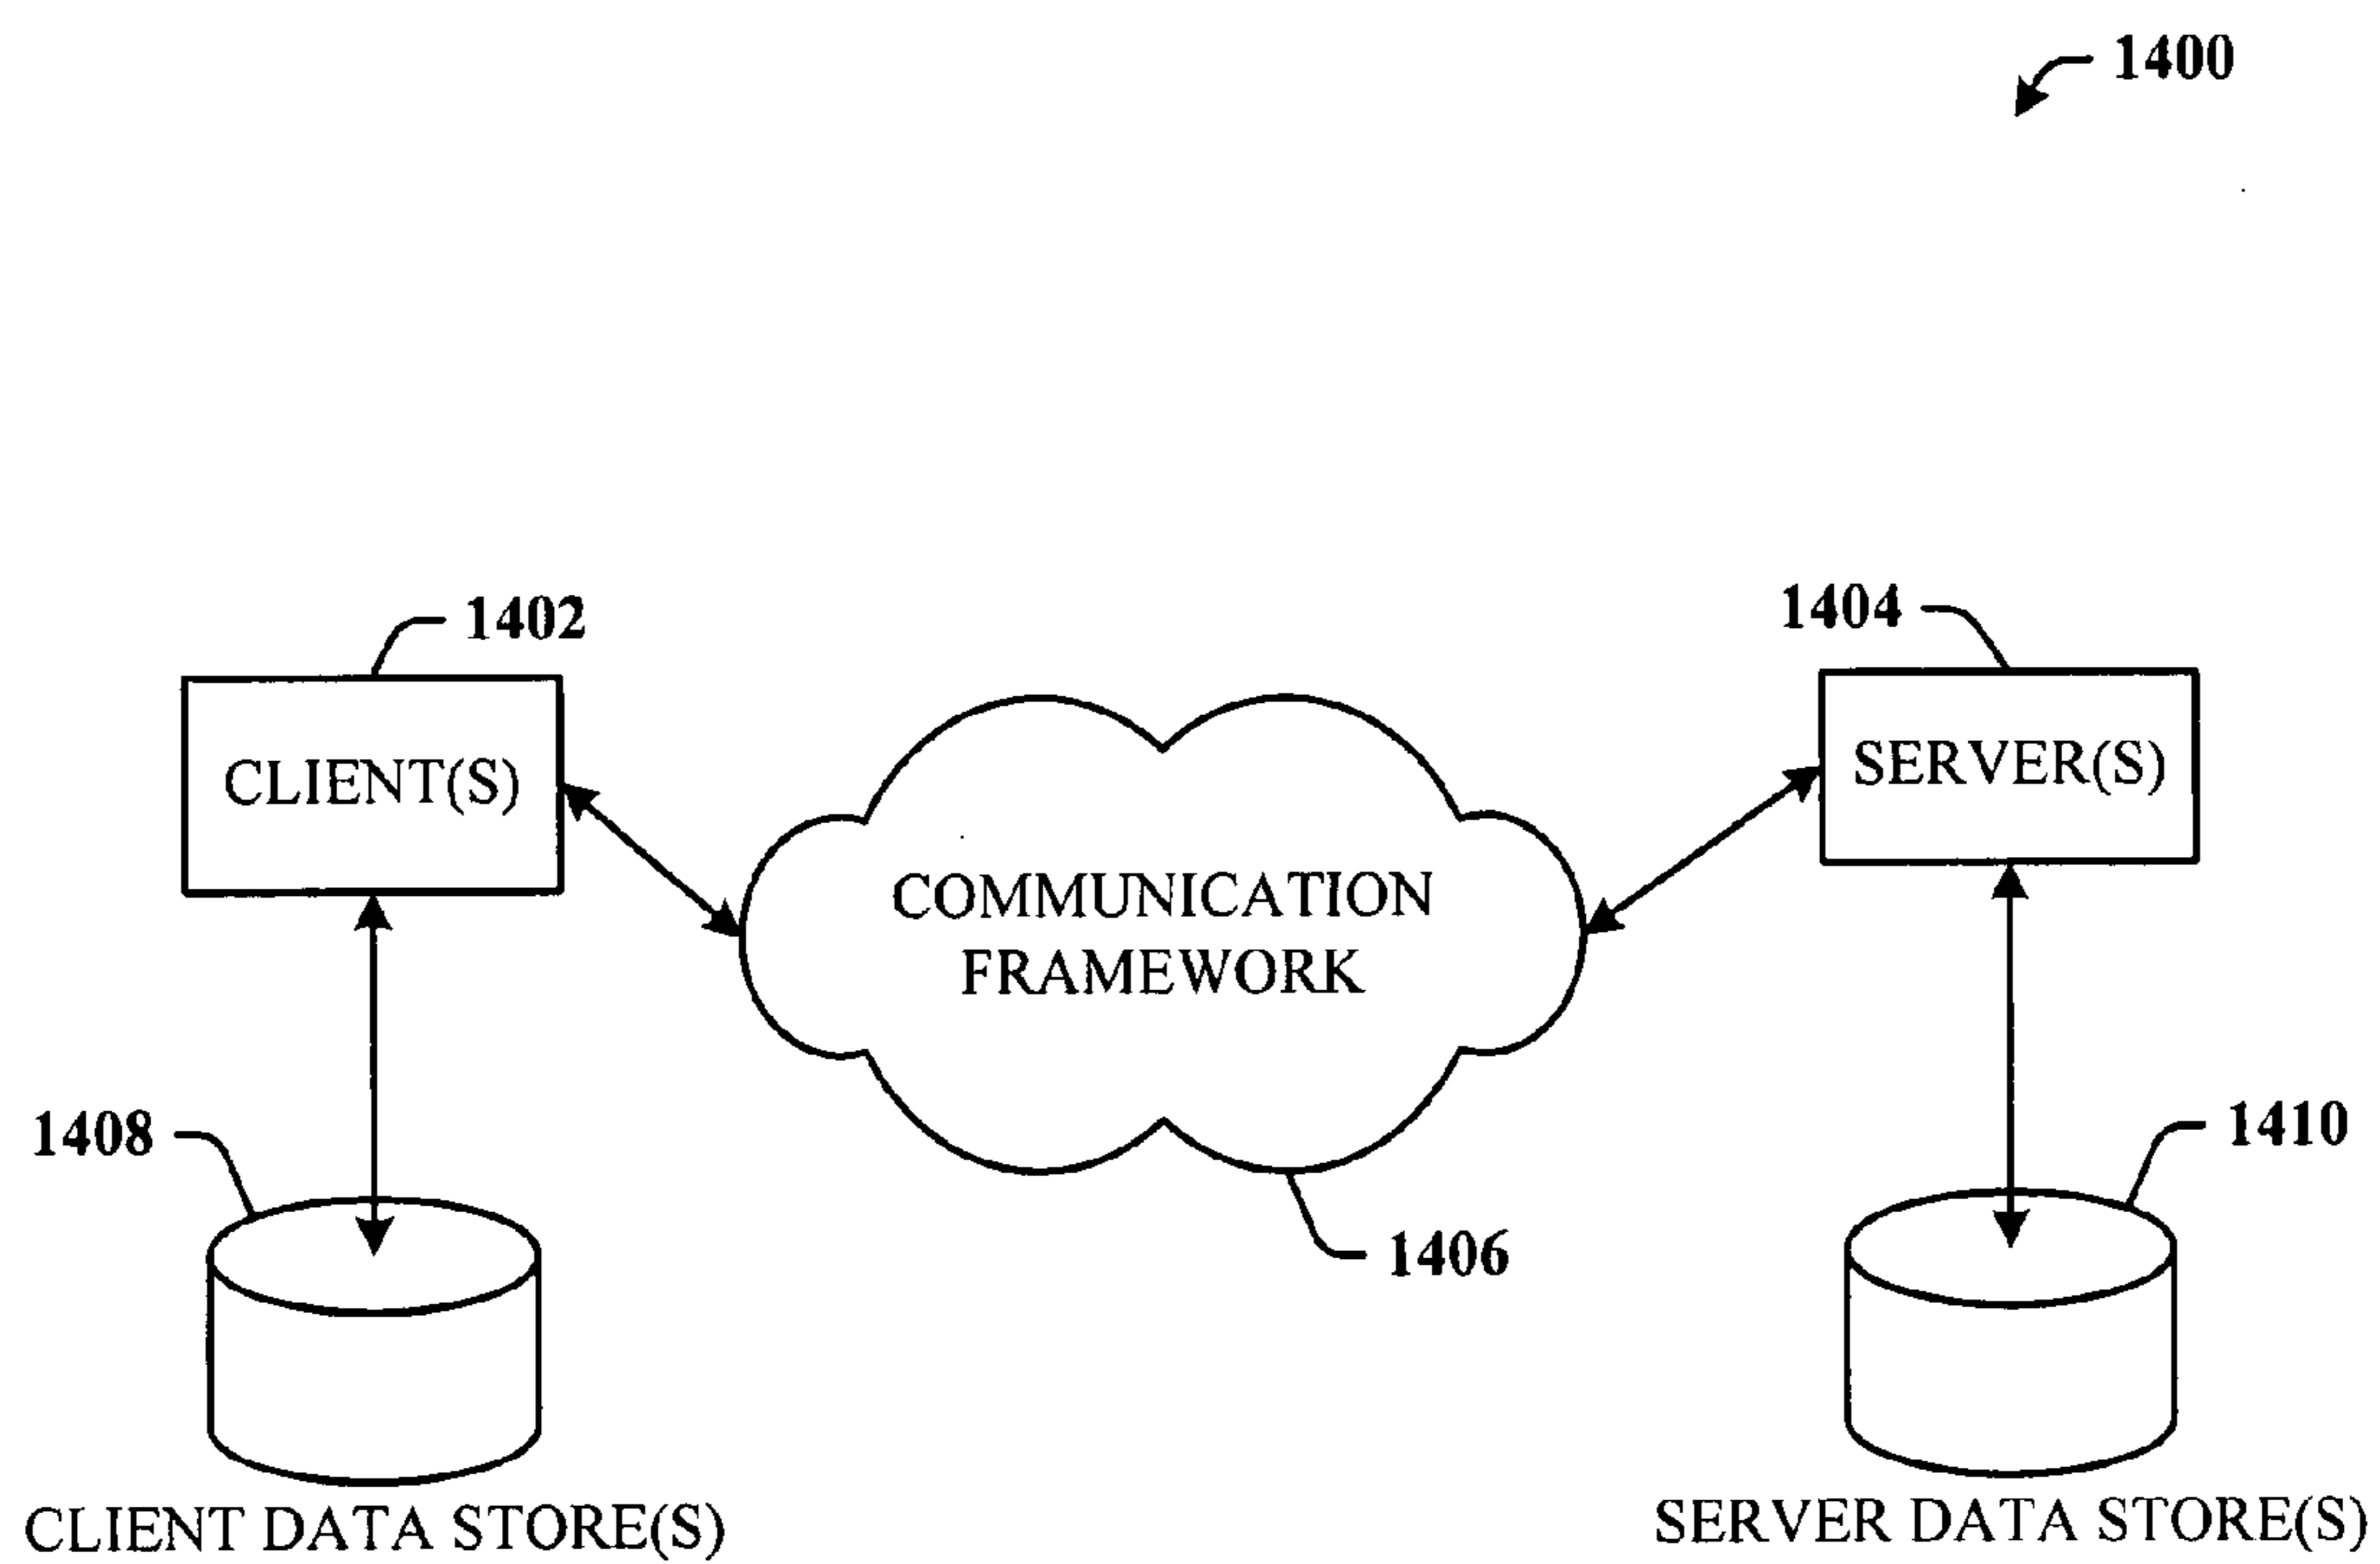 1400
1402
1404
CLIENT(S)
SERVER(S)
COMMUNICATION
FRAMEWORK
1408
1410
1406
CLIENT DATA STORE(S)
SERVER DATA STORE(S)